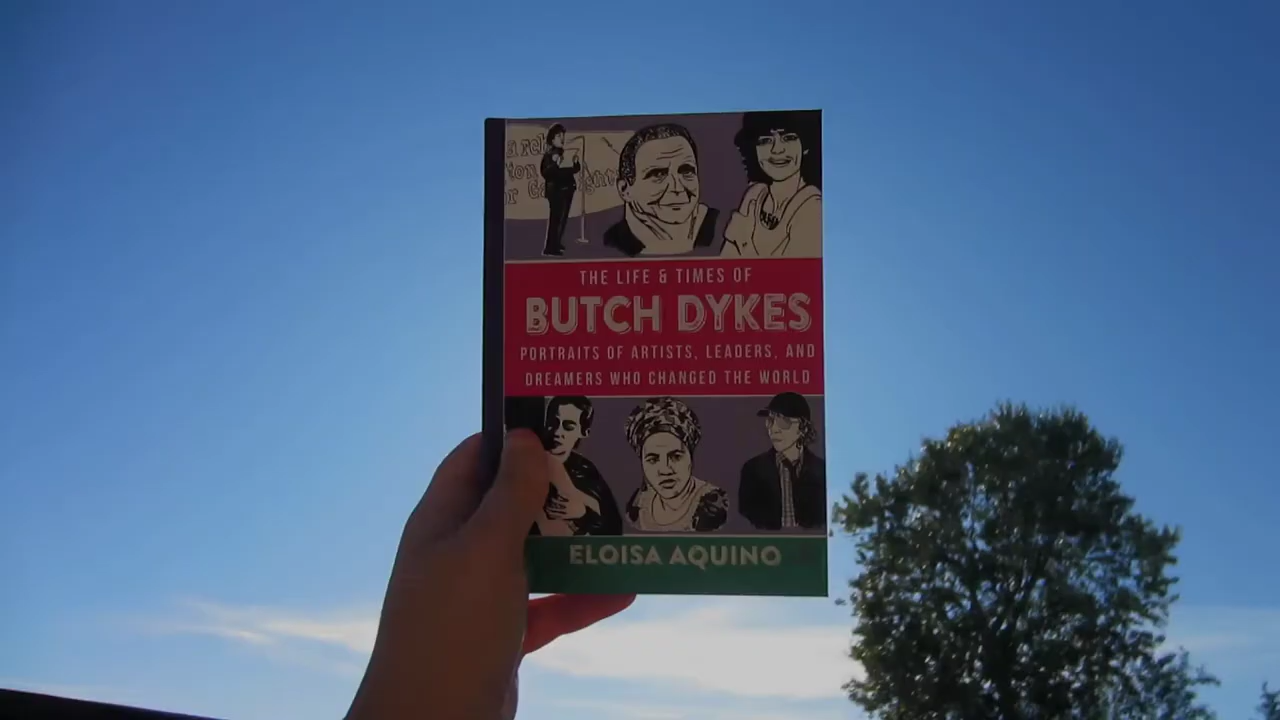 THE LIFE & TIMES OF
BUTCH DYKES
PORTRAITS OF ARTISTS, LEADERS, AND
DREAMERS WHO CHANGED THE WORLD
ELOISA AQUINO